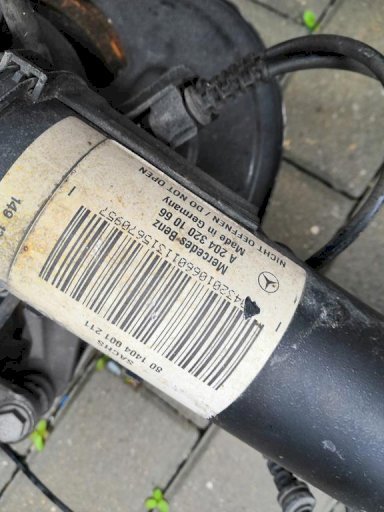 NICHT OEFFNEN / DO NOT OPEN
Mercedes-Benz
A 204 320 10 66
Made in Germany
SACHS
80 1404 001 211
149